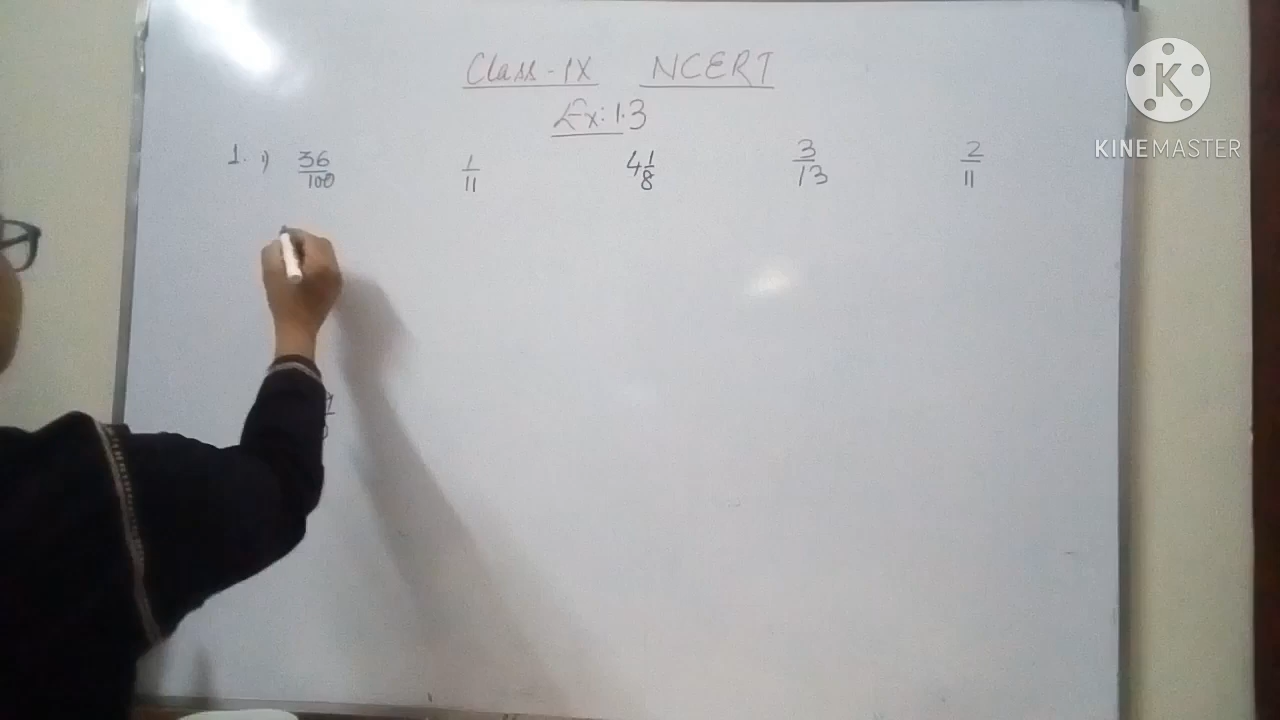 Class-IX NCERT
Ex: 1.3
1. i) 36/100 1/11 4 1/8 3/13 2/11
K
KINEMASTER